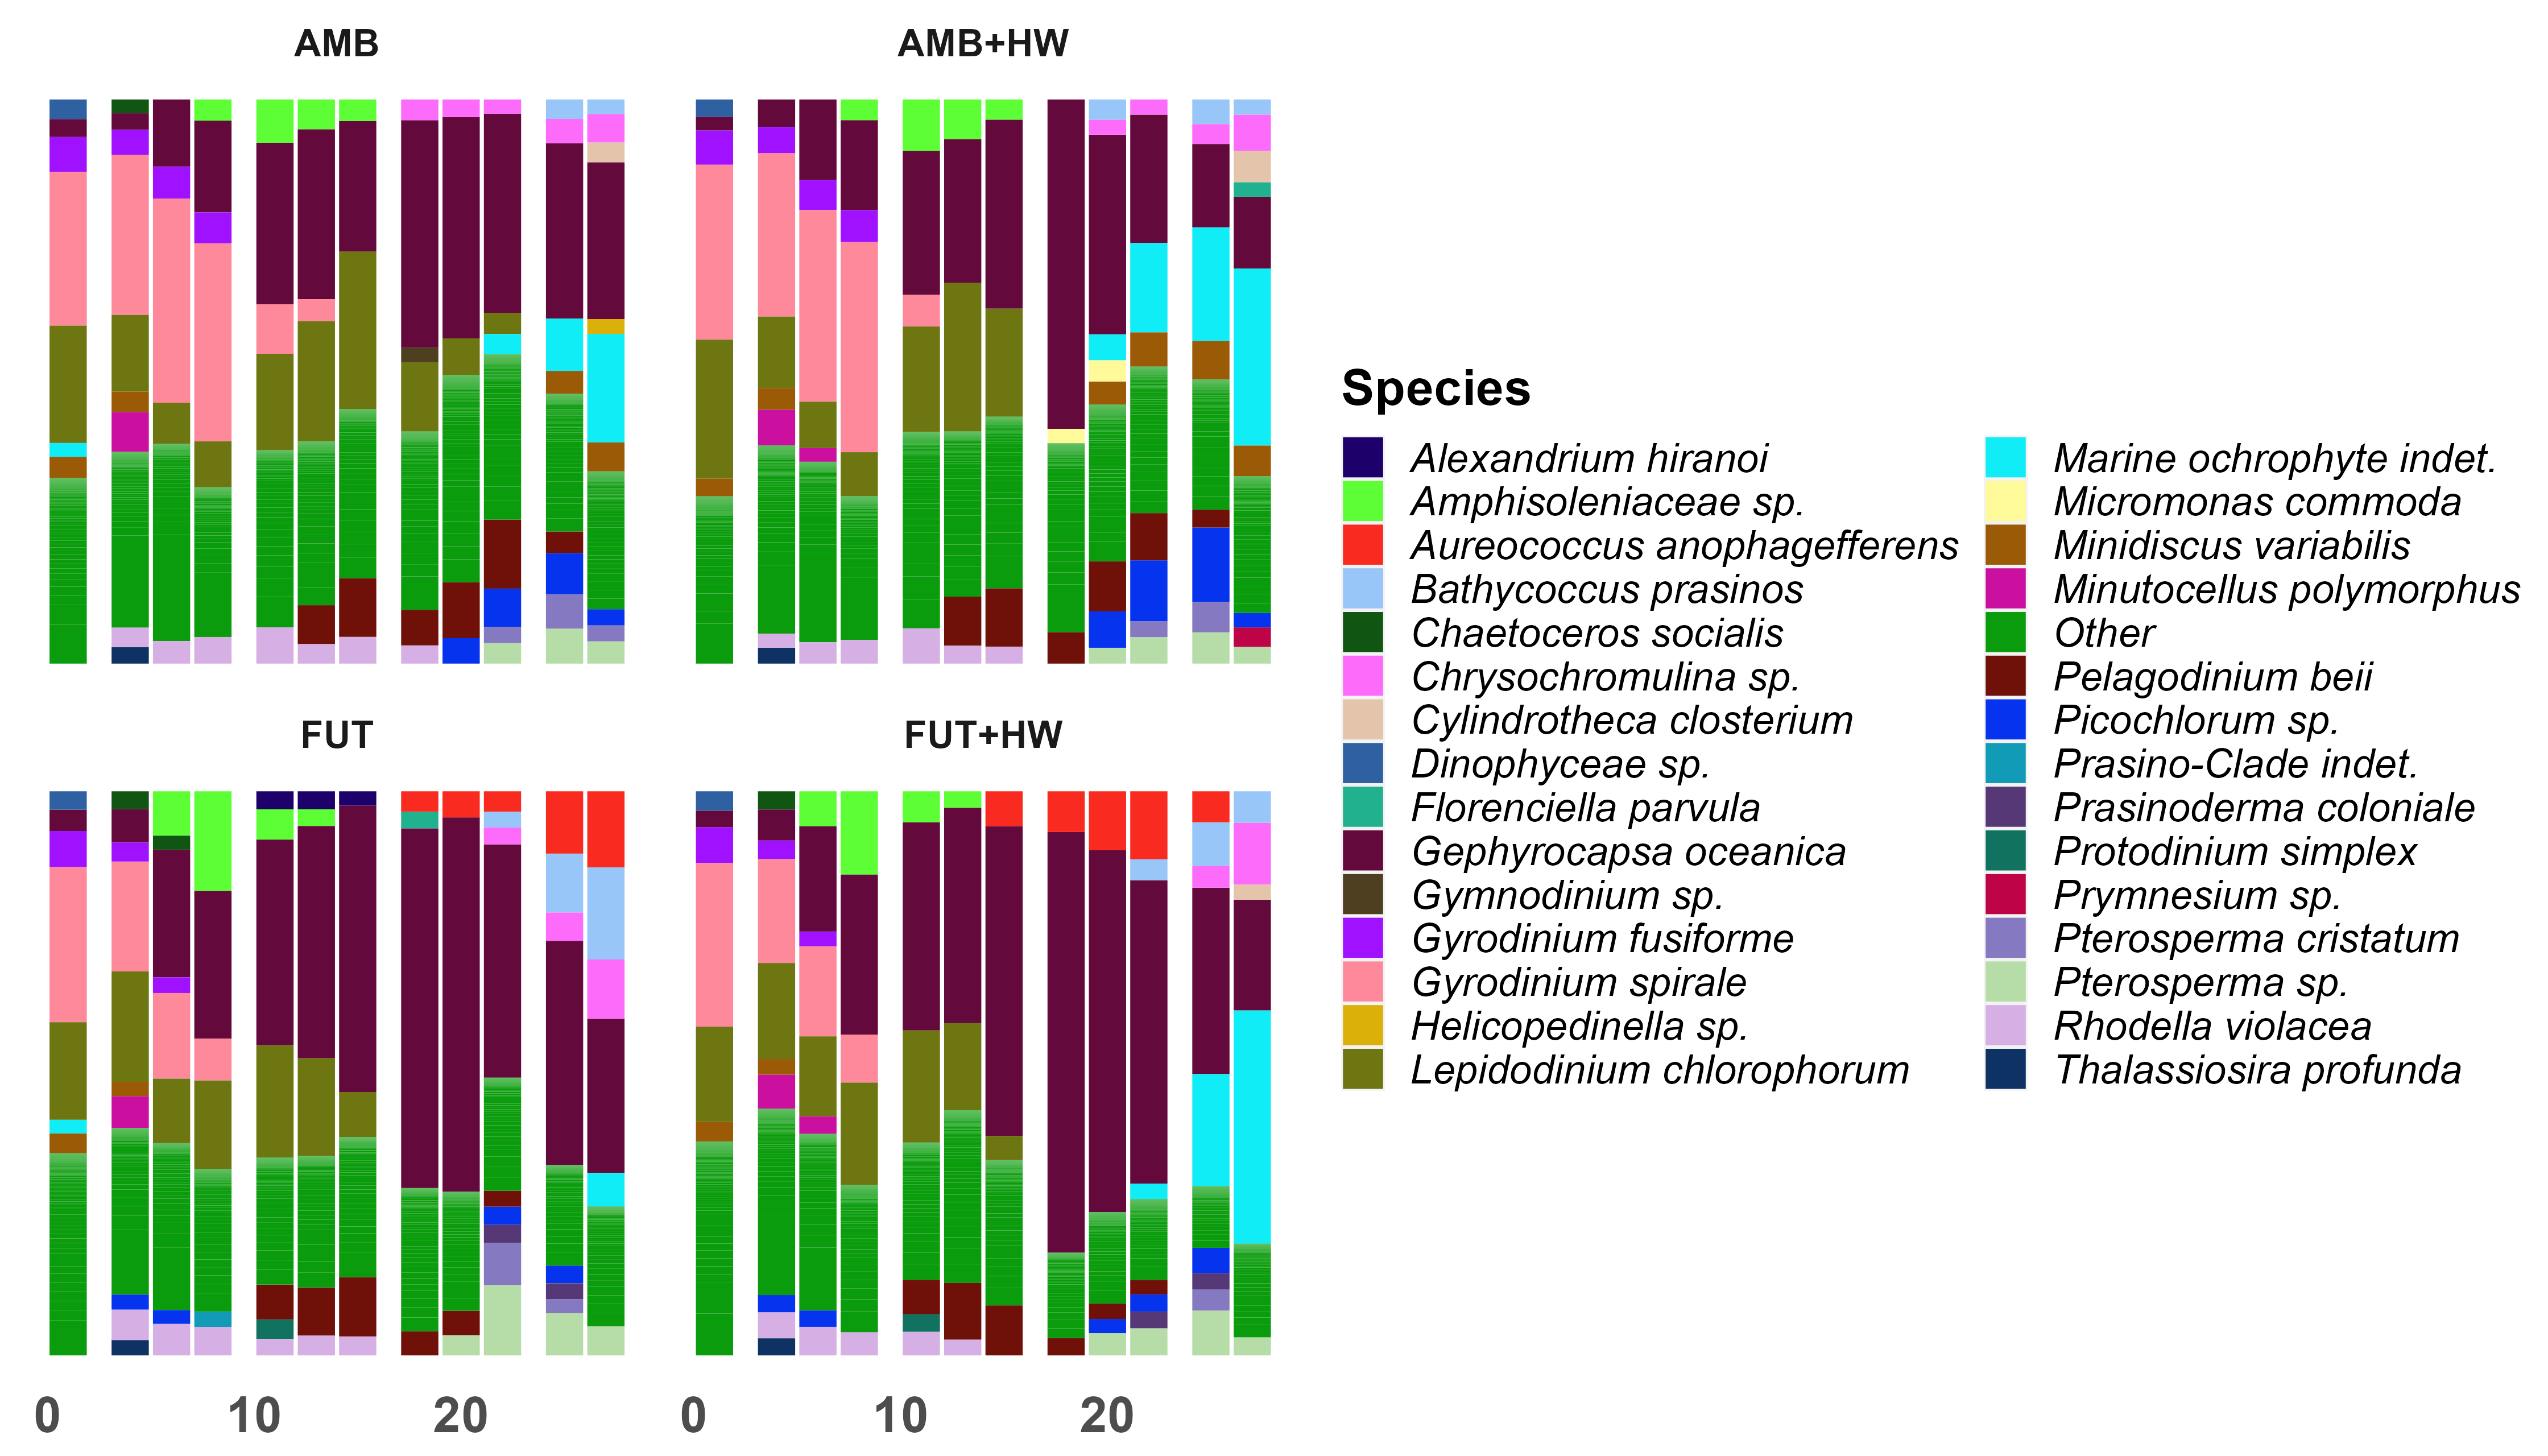 AMB
AMB+HW
FUT
FUT+HW
0
10
20
0
10
20
Species
Alexandrium hiranoi
Amphisoleniaceae sp.
Aureococcus anophagefferens
Bathycoccus prasinos
Chaetoceros socialis
Chrysochromulina sp.
Cylindrotheca closterium
Dinophyceae sp.
Florenciella parvula
Gephyrocapsa oceanica
Gymnodinium sp.
Gyrodinium fusiforme
Gyrodinium spirale
Helicopedinella sp.
Lepidodinium chlorophorum
Marine ochrophyte indet.
Micromonas commoda
Minidiscus variabilis
Minutocellus polymorphus
Other
Pelagodinium beii
Picochlorum sp.
Prasino-Clade indet.
Prasinoderma coloniale
Protodinium simplex
Prymnesium sp.
Pterosperma cristatum
Pterosperma sp.
Rhodella violacea
Thalassiosira profunda